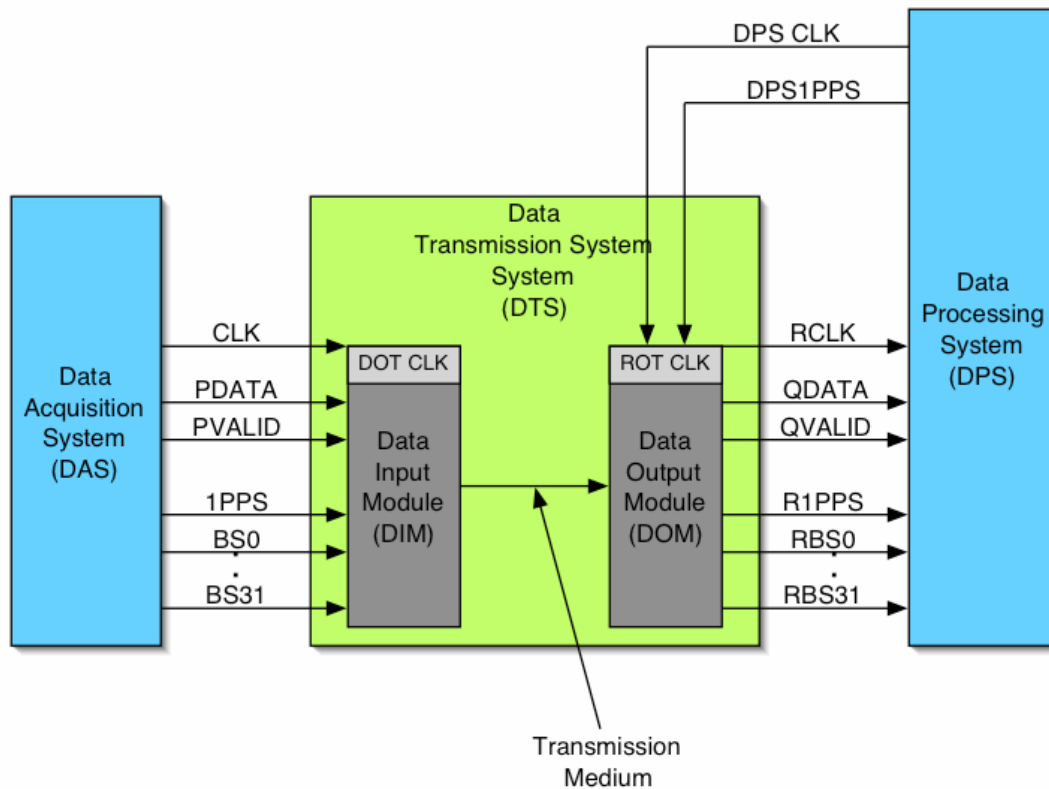 DPS CLK
DPS1PPS
Data
Transmission System
System
(DTS)
Data
Acquisition
System
(DAS)
CLK
PDATA
PVALID
1PPS
BS0
.
.
BS31
DOT CLK
Data
Input
Module
(DIM)
ROT CLK
Data
Output
Module
(DOM)
RCLK
QDATA
QVALID
R1PPS
RBS0
.
.
RBS31
Data
Processing
System
(DPS)
Transmission
Medium